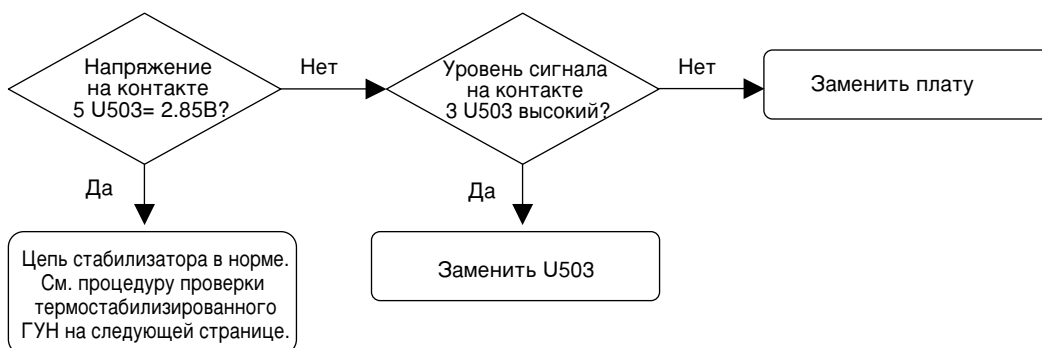 Напряжение
на контакте
5 U503= 2.85В?
Нет
Уровень сигнала
на контакте
3 U503 высокий?
Нет
Заменить плату
Да
Да
Цепь стабилизатора в норме.
См. процедуру проверки
термостабилизированного
ГУН на следующей странице.
Заменить U503